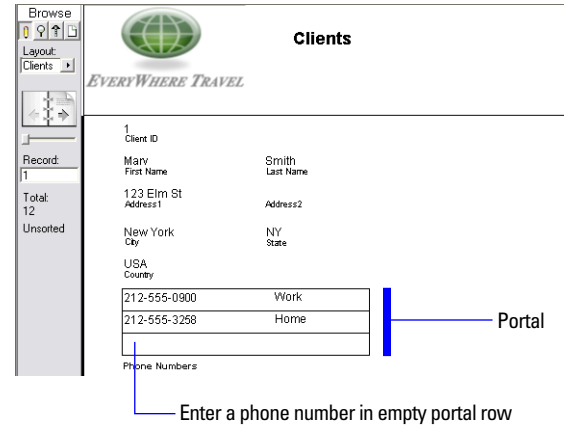 Browse
Layout:
Clients
Record:
1
Total:
12
Unsorted
EVERYWHERE TRAVEL
Clients
1
Client ID
Marv Smith
First Name Last Name
123 Elm St
Address1 Address2
New York NY
City State
USA
Country
212-555-0900 Work
212-555-3258 Home
Phone Numbers
Portal
Enter a phone number in empty portal row